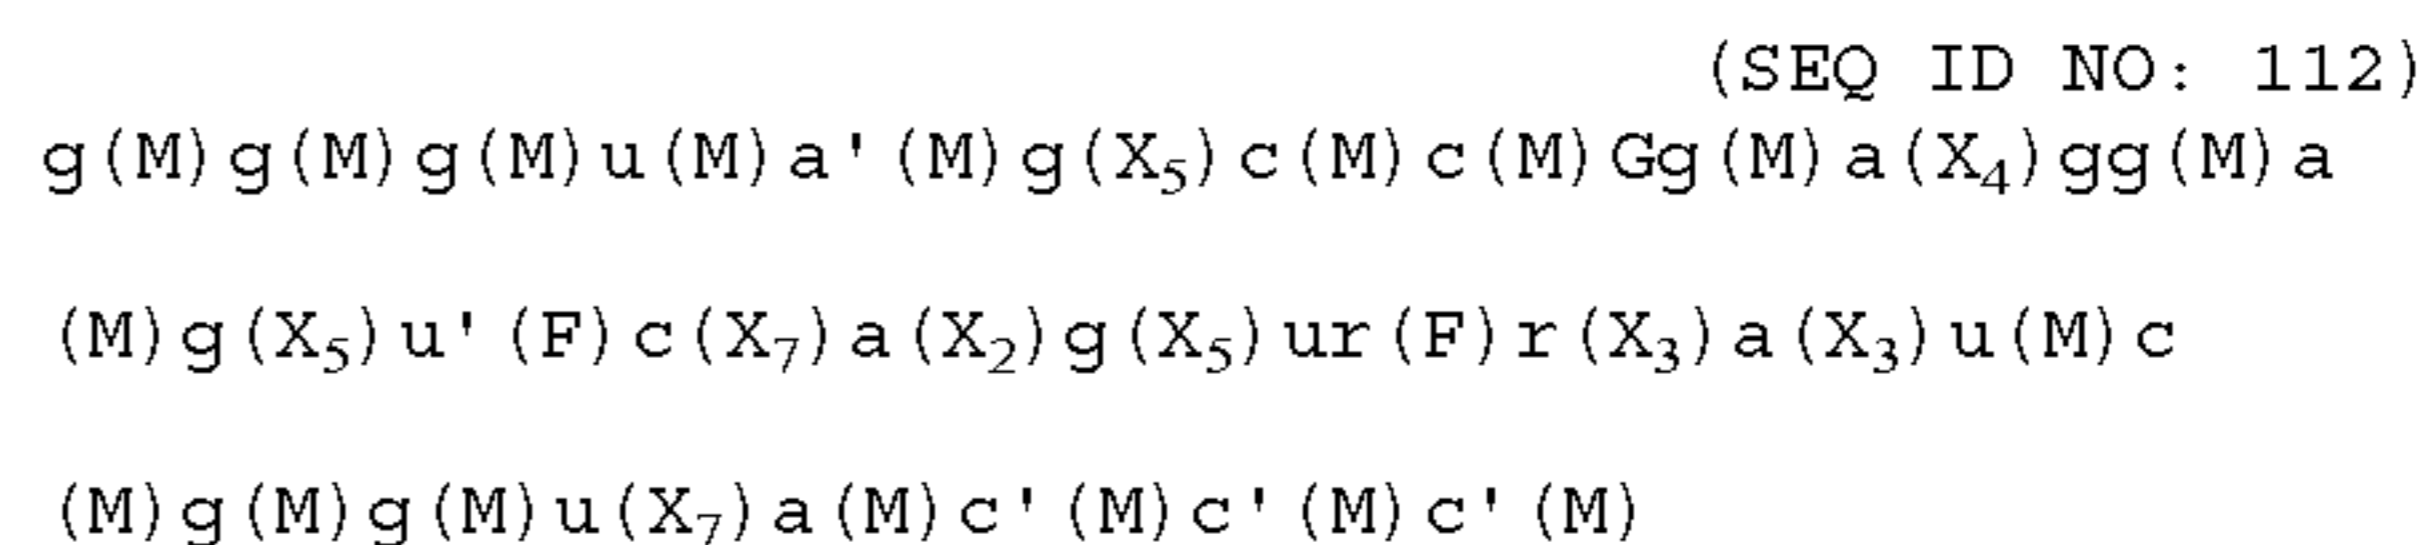 (SEQ ID NO: 112)
g(M)g(M)g(M)u(M)a'(M)g(X₅)c(M)c(M)Gg(M)a(X₄)gg(M)a
(M)g(X₅)u'(F)c(X₇)a(X₂)g(X₅)ur(F)r(X₃)a(X₃)u(M)c
(M)g(M)g(M)u(X₇)a(M)c'(M)c'(M)c'(M)